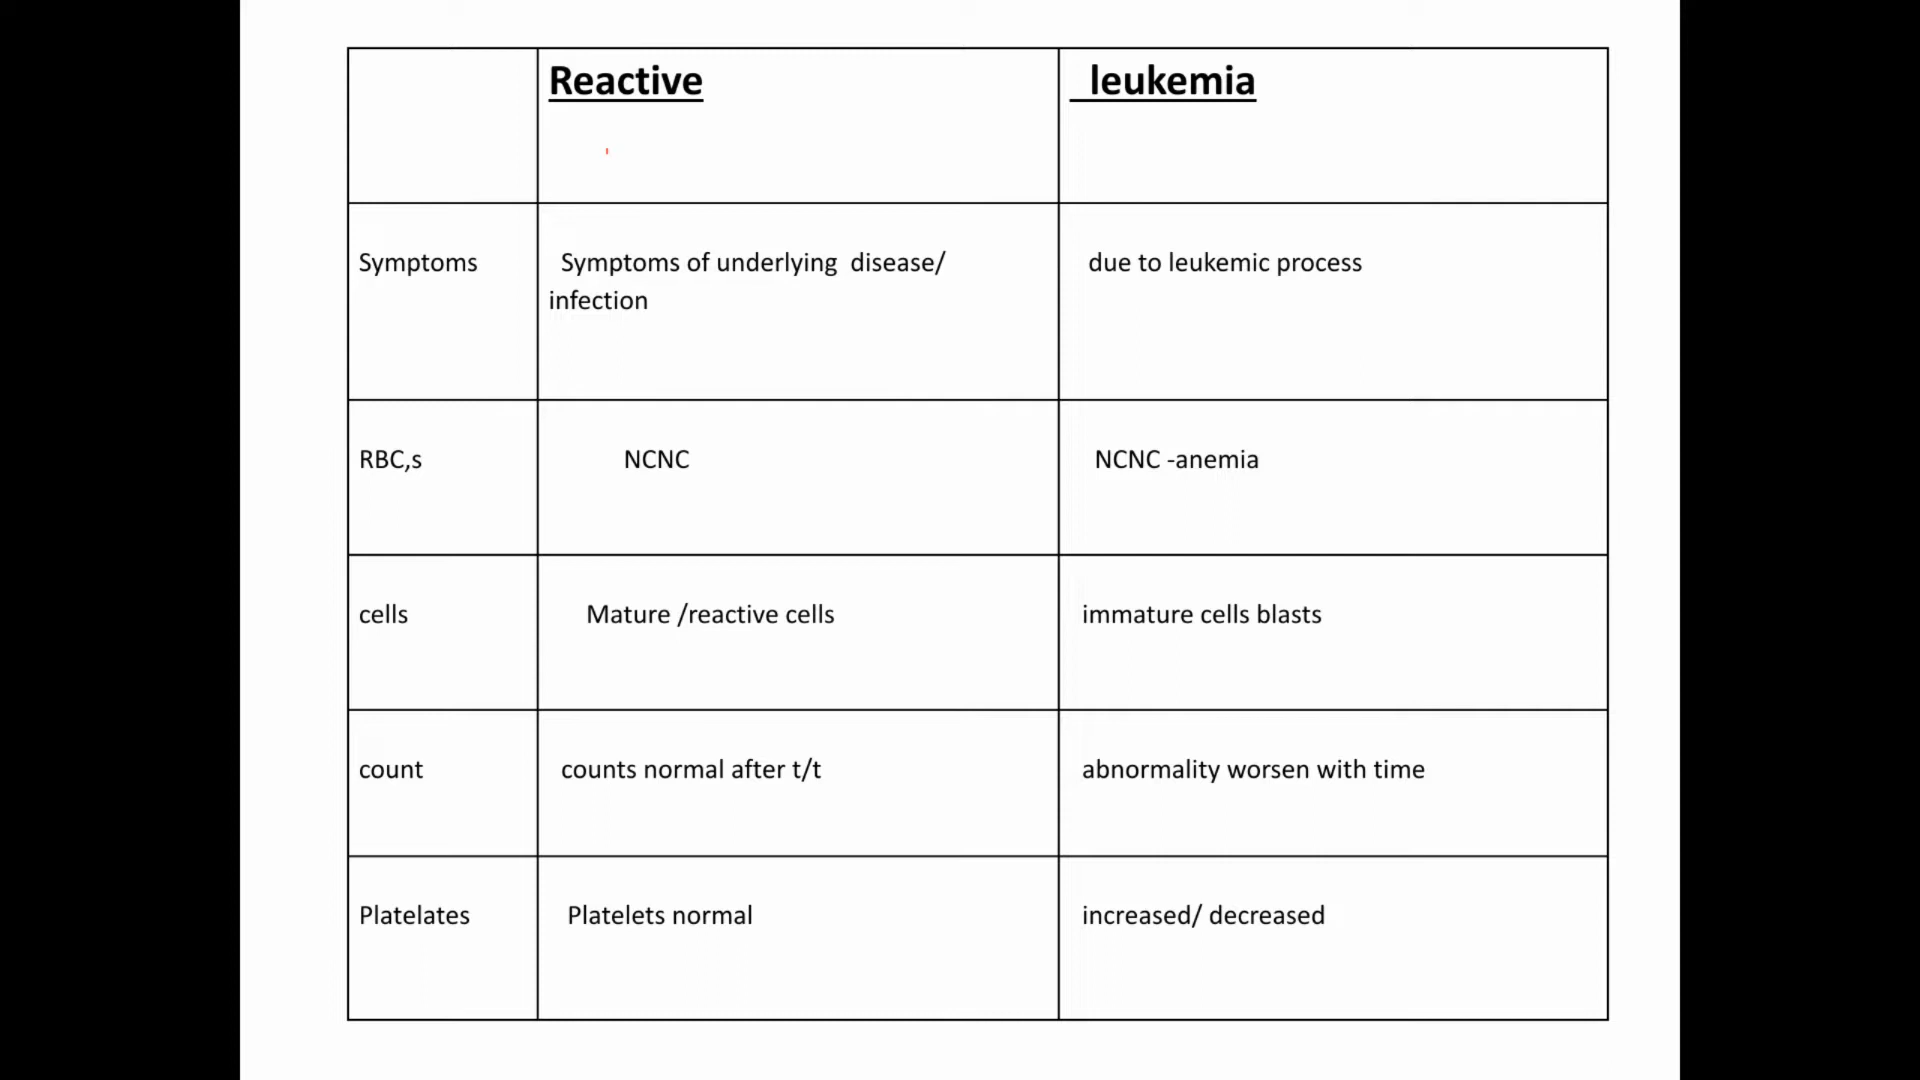 Reactive
leukemia
Symptoms
Symptoms of underlying disease/
infection
due to leukemic process
RBC,s
NCNC
NCNC -anemia
cells
Mature /reactive cells
immature cells blasts
count
counts normal after t/t
abnormality worsen with time
Platelates
Platelets normal
increased/ decreased